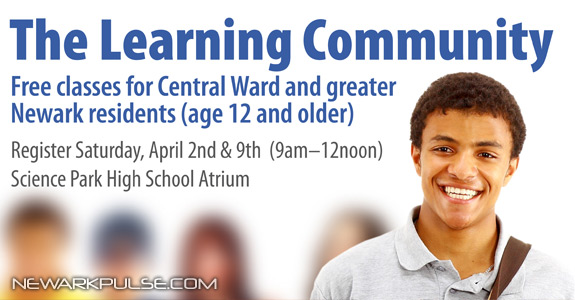 The Learning Community
Free classes for Central Ward and greater
Newark residents (age 12 and older)
Register Saturday, April 2nd & 9th (9am–12noon)
Science Park High School Atrium
NEWARKPULSE.COM